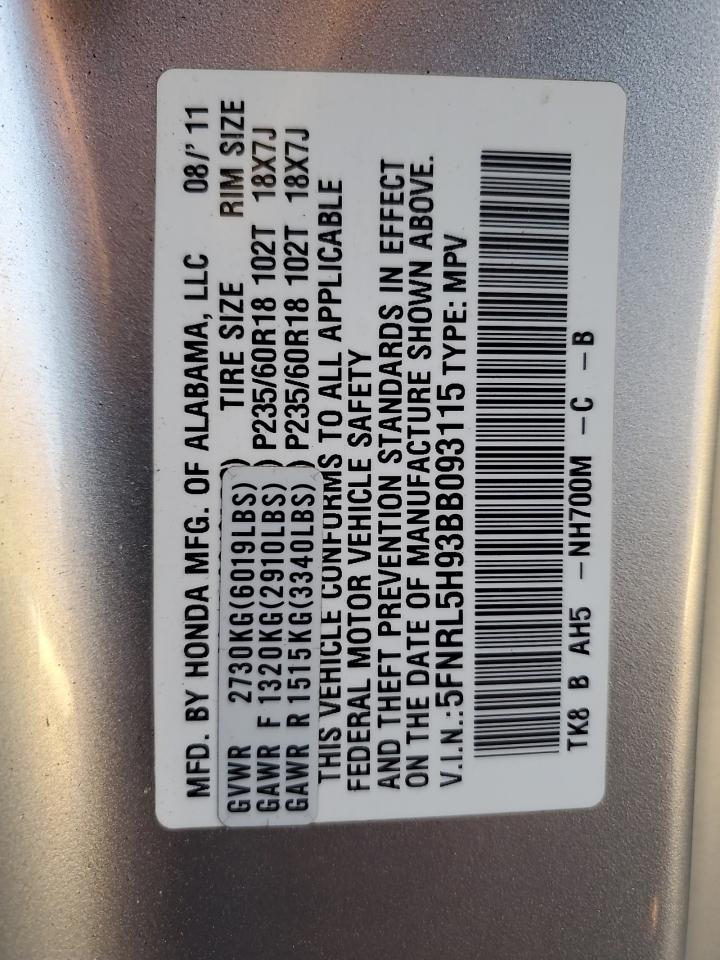 MFD. BY HONDA MFG. OF ALABAMA, LLC 08/'11
TIRE SIZE RIM SIZE
GVWR 2730KG(6019LBS)
GAWR F 1320KG(2910LBS) P235/60R18 102T 18X7J
GAWR R 1515KG(3340LBS) P235/60R18 102T 18X7J
THIS VEHICLE CONFORMS TO ALL APPLICABLE
FEDERAL MOTOR VEHICLE SAFETY
AND THEFT PREVENTION STANDARDS IN EFFECT
ON THE DATE OF MANUFACTURE SHOWN ABOVE.
V.I.N.:5FNRL5H93BB093115 TYPE: MPV
TK8 B AH5 -NH700M -C -B